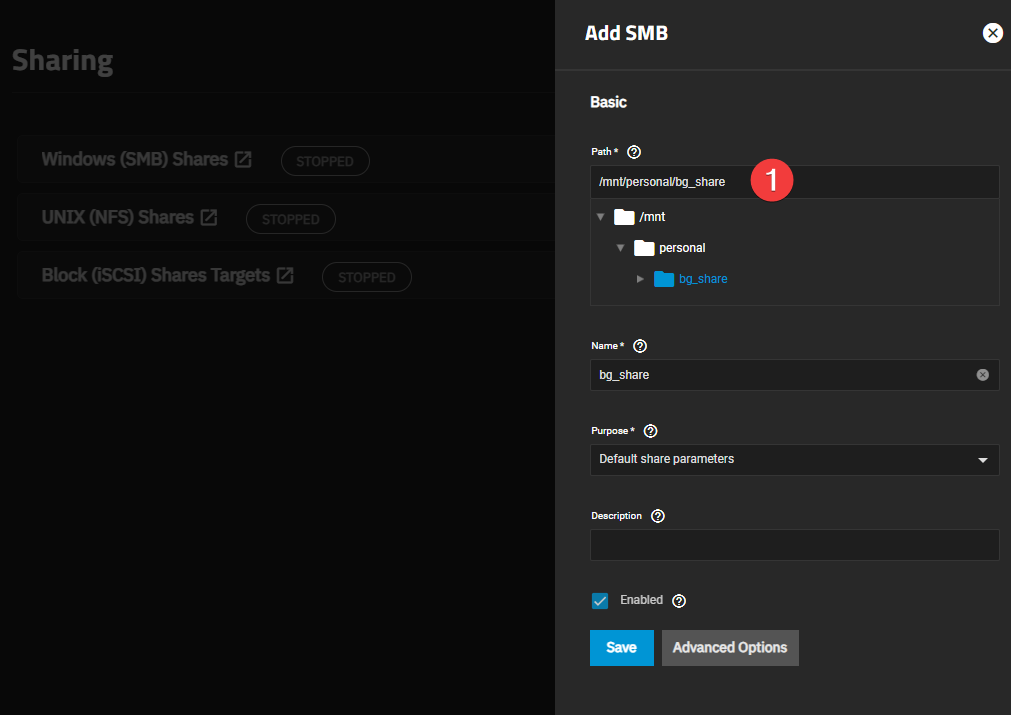 Sharing
Windows (SMB) Shares STOPPED
UNIX (NFS) Shares STOPPED
Block (iSCSI) Shares Targets STOPPED
Add SMB
Basic
Path *
/mnt/personal/bg_share
1
/mnt
personal
bg_share
Name *
bg_share
Purpose *
Default share parameters
Description
Enabled
Save Advanced Options